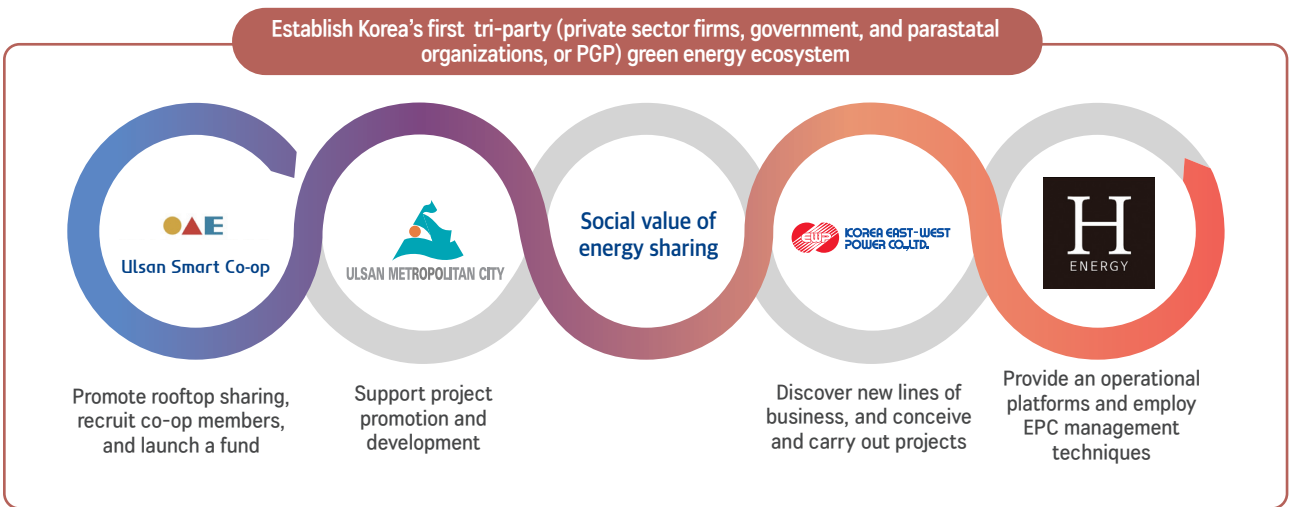 Establish Korea's first tri-party (private sector firms, government, and parastatal
organizations, or PGP) green energy ecosystem
Ulsan Smart Co-op
Promote rooftop sharing,
recruit co-op members,
and launch a fund
ULSAN METROPOLITAN CITY
Support project
promotion and
development
Social value of
energy sharing
EWP
KOREA EAST-WEST
POWER CO.,LTD.
Discover new lines of
business, and conceive
and carry out projects
H
ENERGY
Provide an operational
platforms and employ
EPC management
techniques